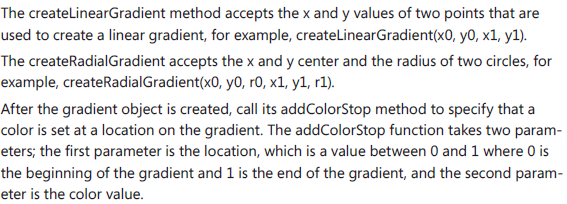 The createLinearGradient method accepts the x and y values of two points that are
used to create a linear gradient, for example, createLinearGradient(x0, y0, x1, y1).
The createRadialGradient accepts the x and y center and the radius of two circles, for
example, createRadialGradient(x0, y0, r0, x1, y1, r1).
After the gradient object is created, call its addColorStop method to specify that a
color is set at a location on the gradient. The addColorStop function takes two param-
eters; the first parameter is the location, which is a value between 0 and 1 where 0 is
the beginning of the gradient and 1 is the end of the gradient, and the second param-
eter is the color value.